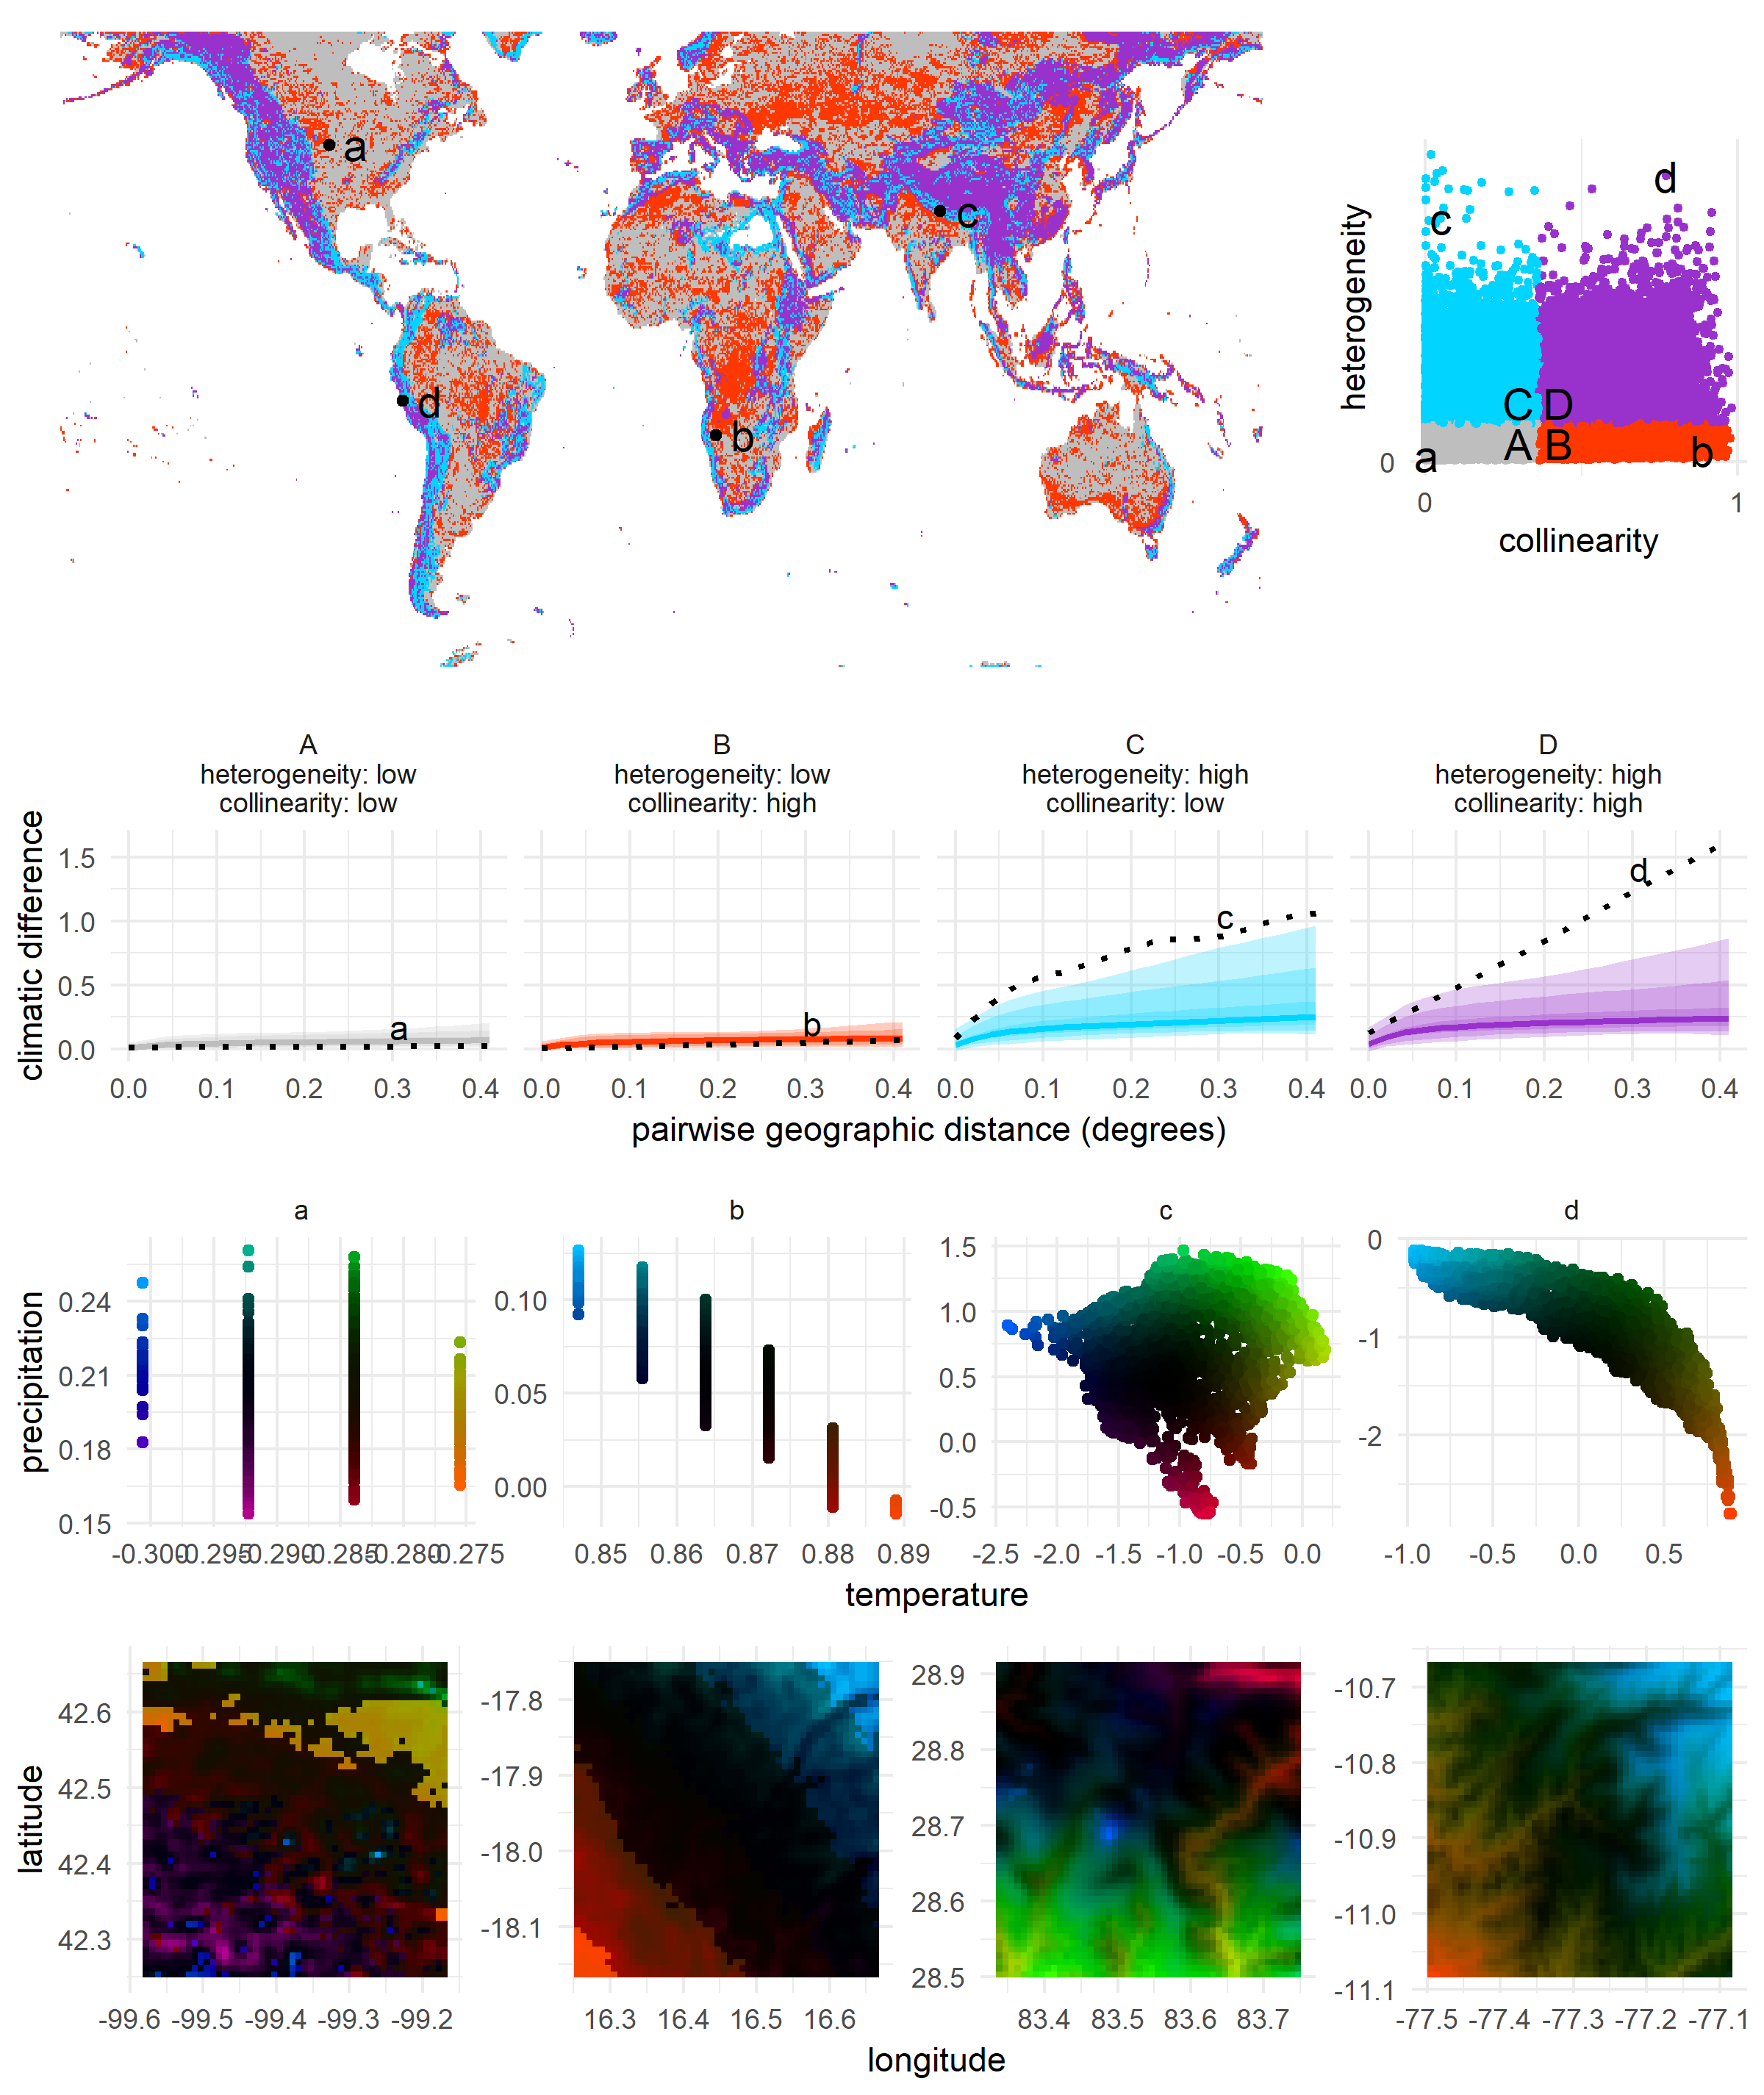 a
c
d
b
heterogeneity
d
c
C D
A B
a
b
0
0 1
collinearity
A
heterogeneity: low
collinearity: low
B
heterogeneity: low
collinearity: high
C
heterogeneity: high
collinearity: low
D
heterogeneity: high
collinearity: high
climatic difference
1.5
1.0
0.5
0.0
a
b
c
d
0.0 0.1 0.2 0.3 0.4
0.0 0.1 0.2 0.3 0.4
0.0 0.1 0.2 0.3 0.4
0.0 0.1 0.2 0.3 0.4
pairwise geographic distance (degrees)
a
b
c
d
precipitation
0.24
0.21
0.18
0.15
-0.300 -0.295 -0.290 -0.285 -0.280 -0.275
0.10
0.05
0.00
0.85 0.86 0.87 0.88 0.89
1.5
1.0
0.5
0.0
-0.5
-2.5 -2.0 -1.5 -1.0 -0.5 0.0
0
-1
-2
-1.0 -0.5 0.0 0.5
temperature
latitude
42.6
42.5
42.4
42.3
-99.6 -99.5 -99.4 -99.3 -99.2
-17.8
-17.9
-18.0
-18.1
16.3 16.4 16.5 16.6
28.9
28.8
28.7
28.6
28.5
83.4 83.5 83.6 83.7
-10.7
-10.8
-10.9
-11.0
-11.1
-77.5 -77.4 -77.3 -77.2 -77.1
longitude